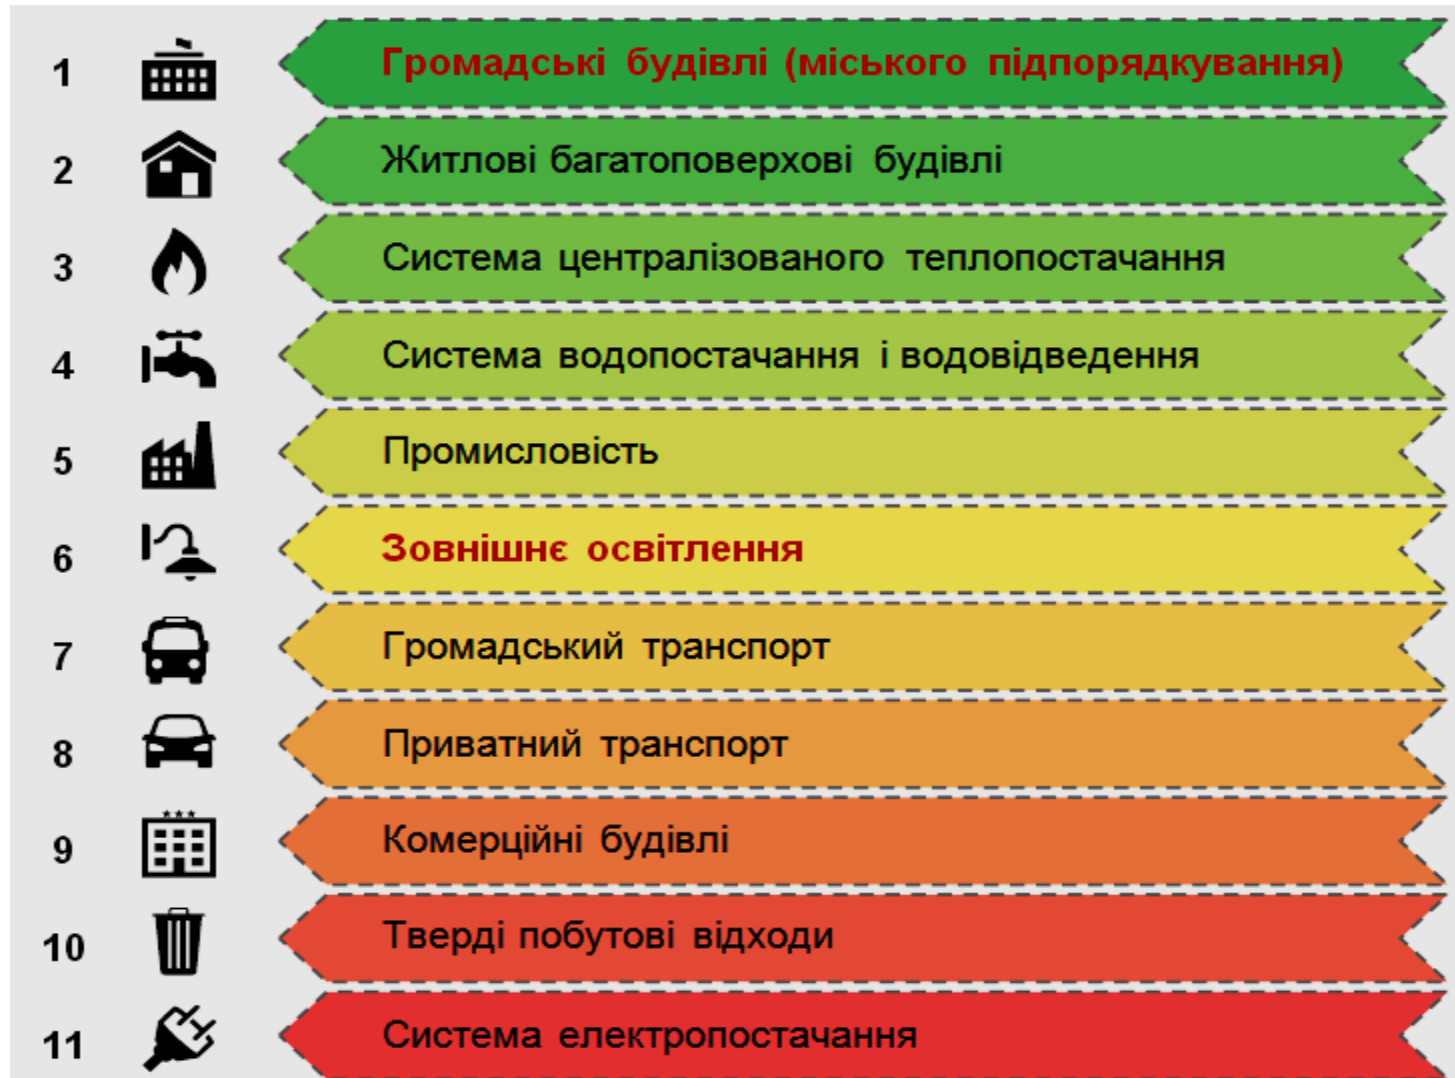 1 Громадські будівлі (міського підпорядкування)
2 Житлові багатоповерхові будівлі
3 Система централізованого теплопостачання
4 Система водопостачання і водовідведення
5 Промисловість
6 Зовнішнє освітлення
7 Громадський транспорт
8 Приватний транспорт
9 Комерційні будівлі
10 Тверді побутові відходи
11 Система електропостачання